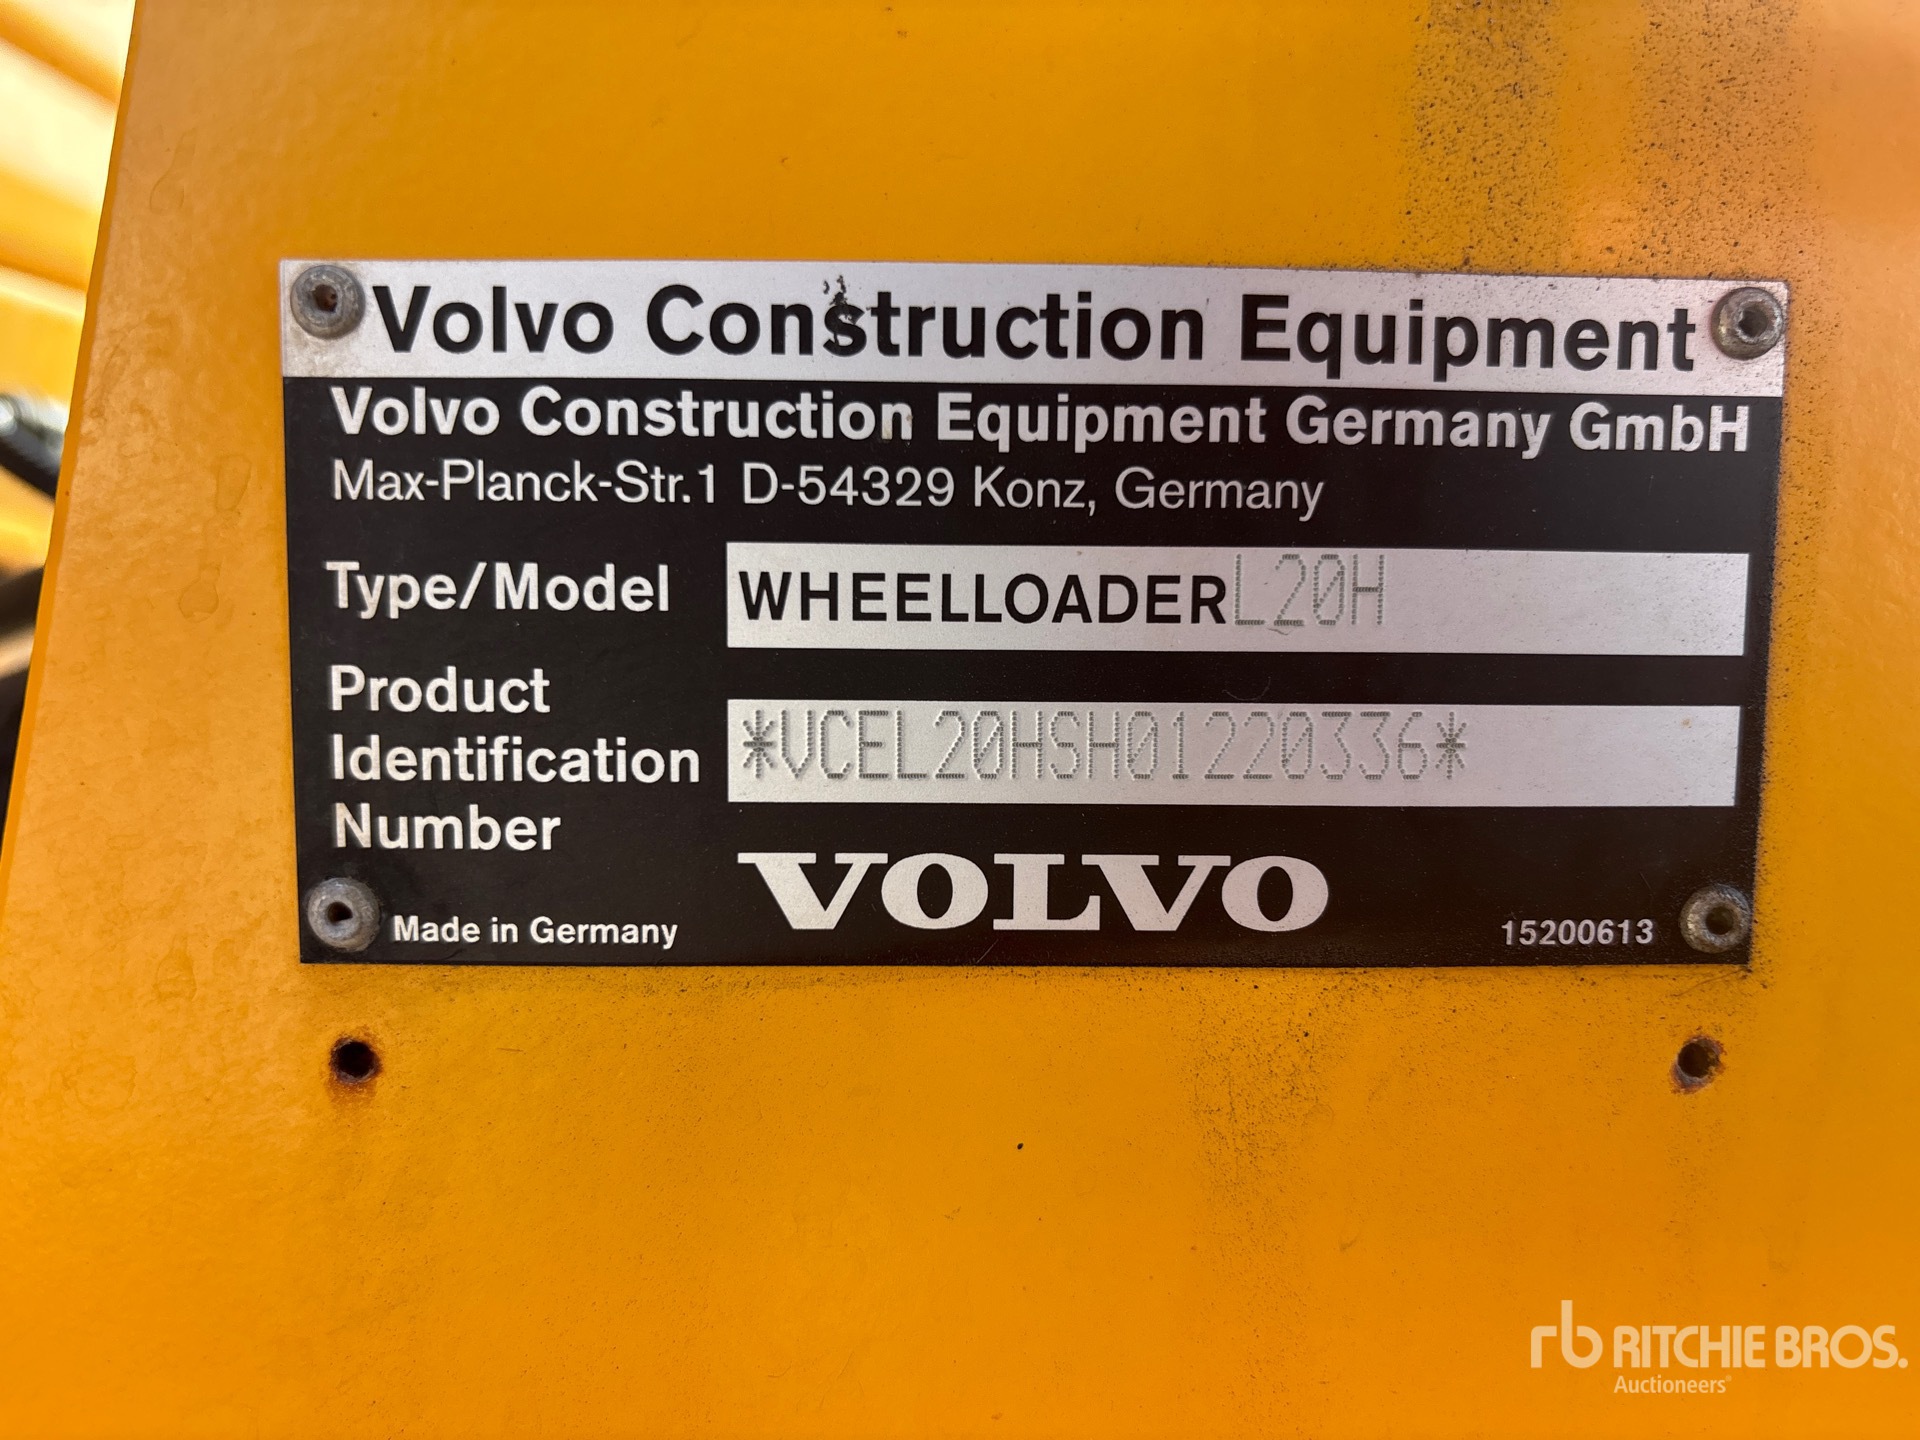 Volvo Construction Equipment
Volvo Construction Equipment Germany GmbH
Max-Planck-Str.1 D-54329 Konz, Germany
Type/Model WHEELLOADER L20H
Product
Identification
Number
*VCEL20HSH01220336*
VOLVO
Made in Germany
15200613
rb RITCHIE BROS.
Auctioneers